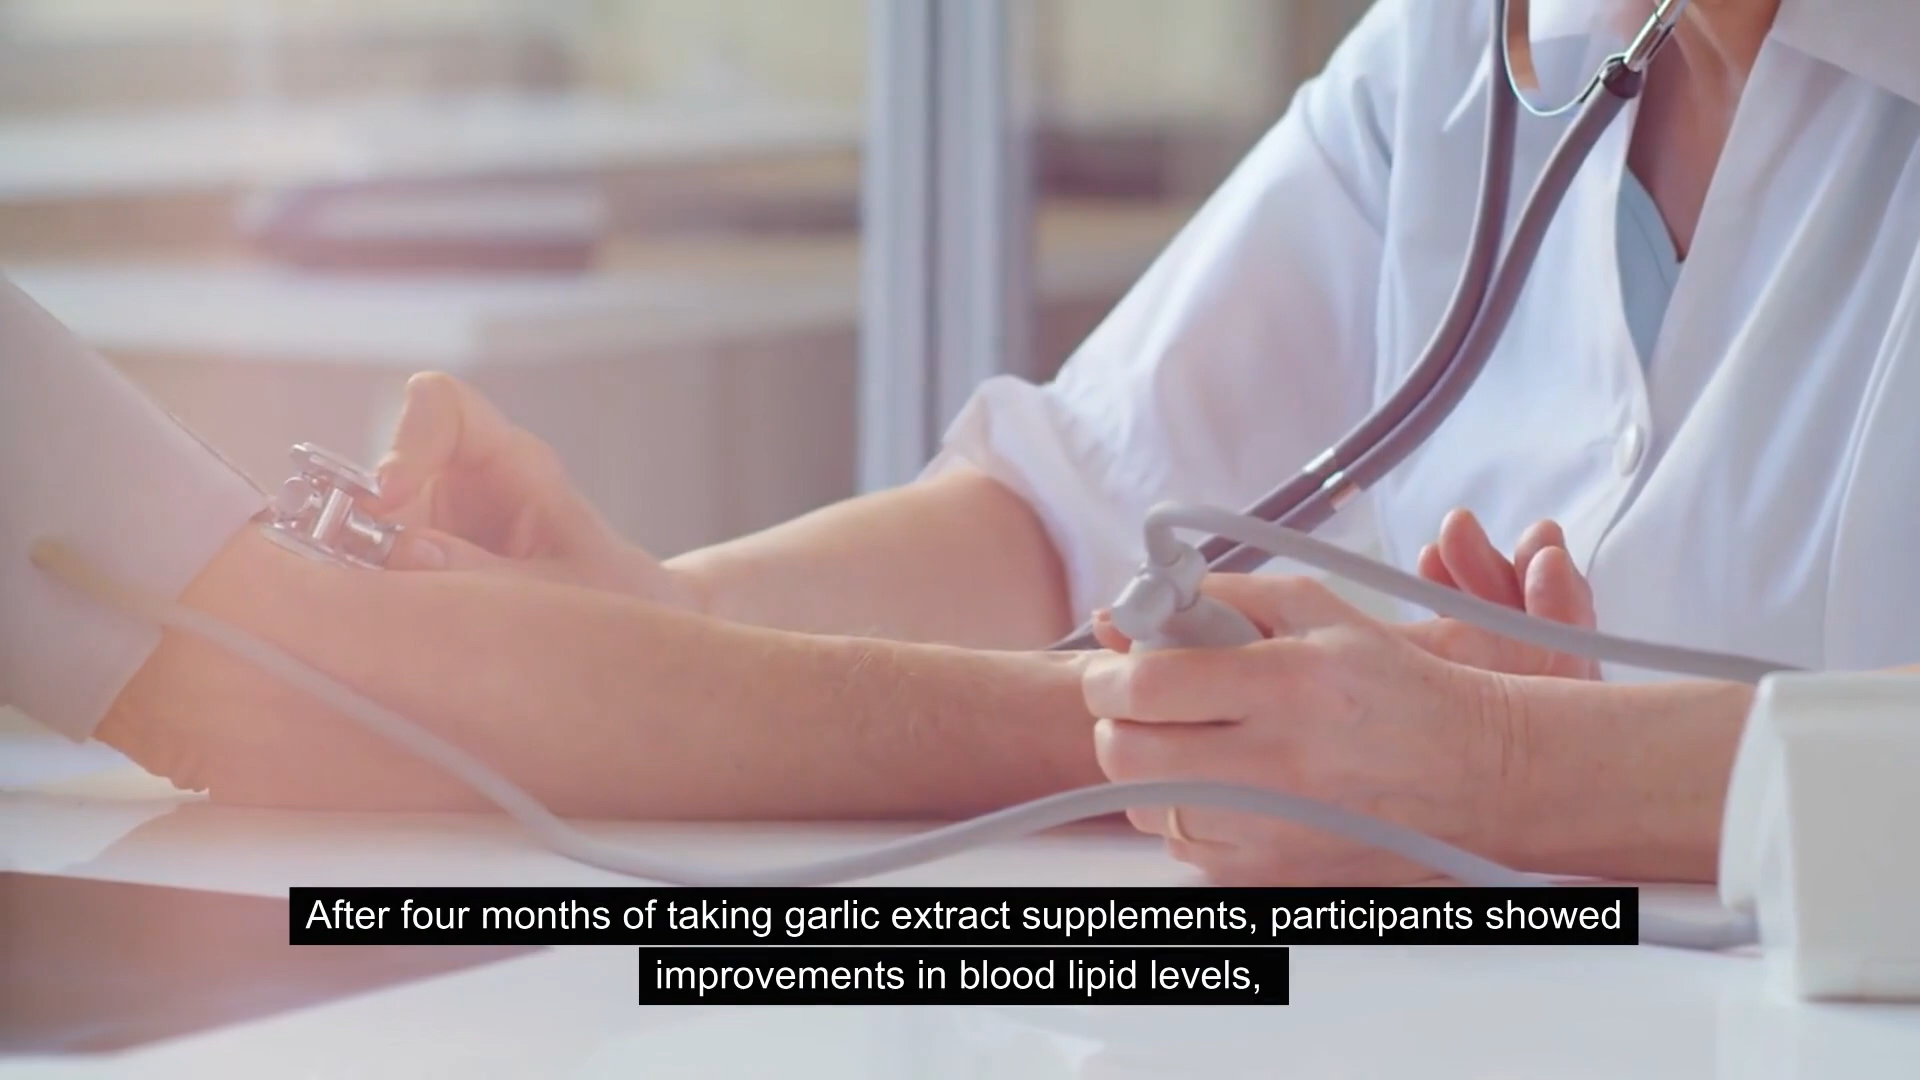 After four months of taking garlic extract supplements, participants showed
improvements in blood lipid levels,